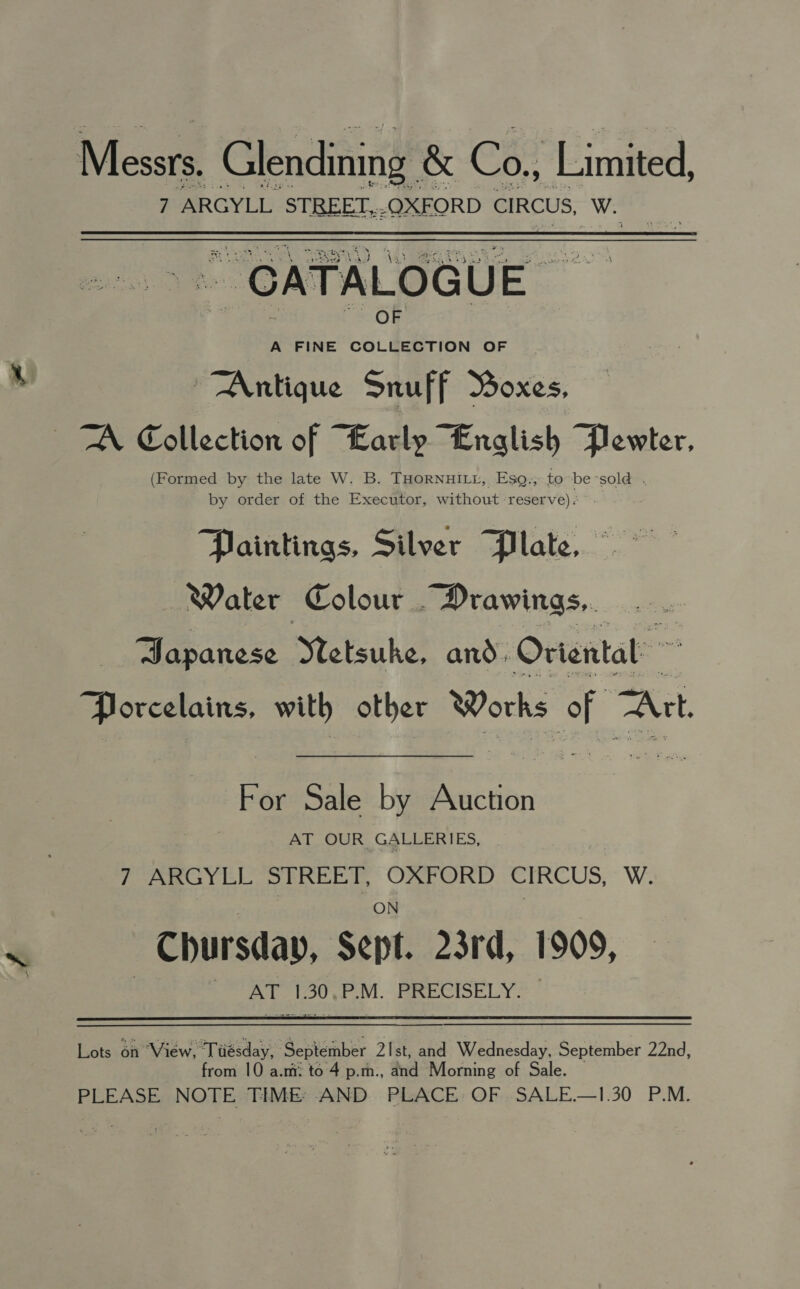 Messrs. Glendining & Co., Limited,
7 ARGYLL STREET, OXFORD CIRCUS, W.
CATALOGUE
OF
A FINE COLLECTION OF
Antique Snuff Boxes,
A Collection of Early English Pewter,
(Formed by the late W. B. THORNHILL, ESQ., to be sold
by order of the Executor, without reserve).
Paintings, Silver Plate,
Water Colour Drawings,
Japanese Netsuke, and Oriental
Porcelains, with other Works of Art.
For Sale by Auction
AT OUR GALLERIES,
7 ARGYLL STREET, OXFORD CIRCUS, W.
ON
Thursday, Sept. 23rd, 1909,
AT 1.30 P.M. PRECISELY.
Lots on View, Tuesday, September 21st, and Wednesday, September 22nd,
from 10 a.m. to 4 p.m., and Morning of Sale.
PLEASE NOTE TIME AND PLACE OF SALE.—1.30 P.M.